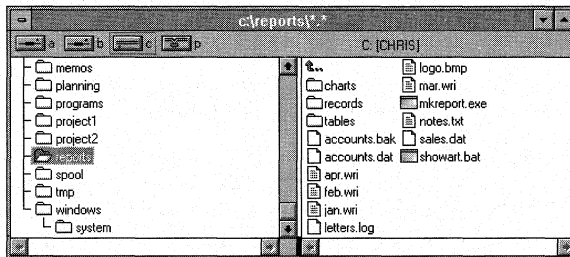 c:\reports\*.*
a b c p
C: [CHRIS]
memos
planning
programs
project1
project2
reports
spool
tmp
windows
system
..
charts
records
tables
accounts.bak
accounts.dat
apr.wri
feb.wri
jan.wri
letters.log
logo.bmp
mar.wri
mkreport.exe
notes.txt
sales.dat
showart.bat